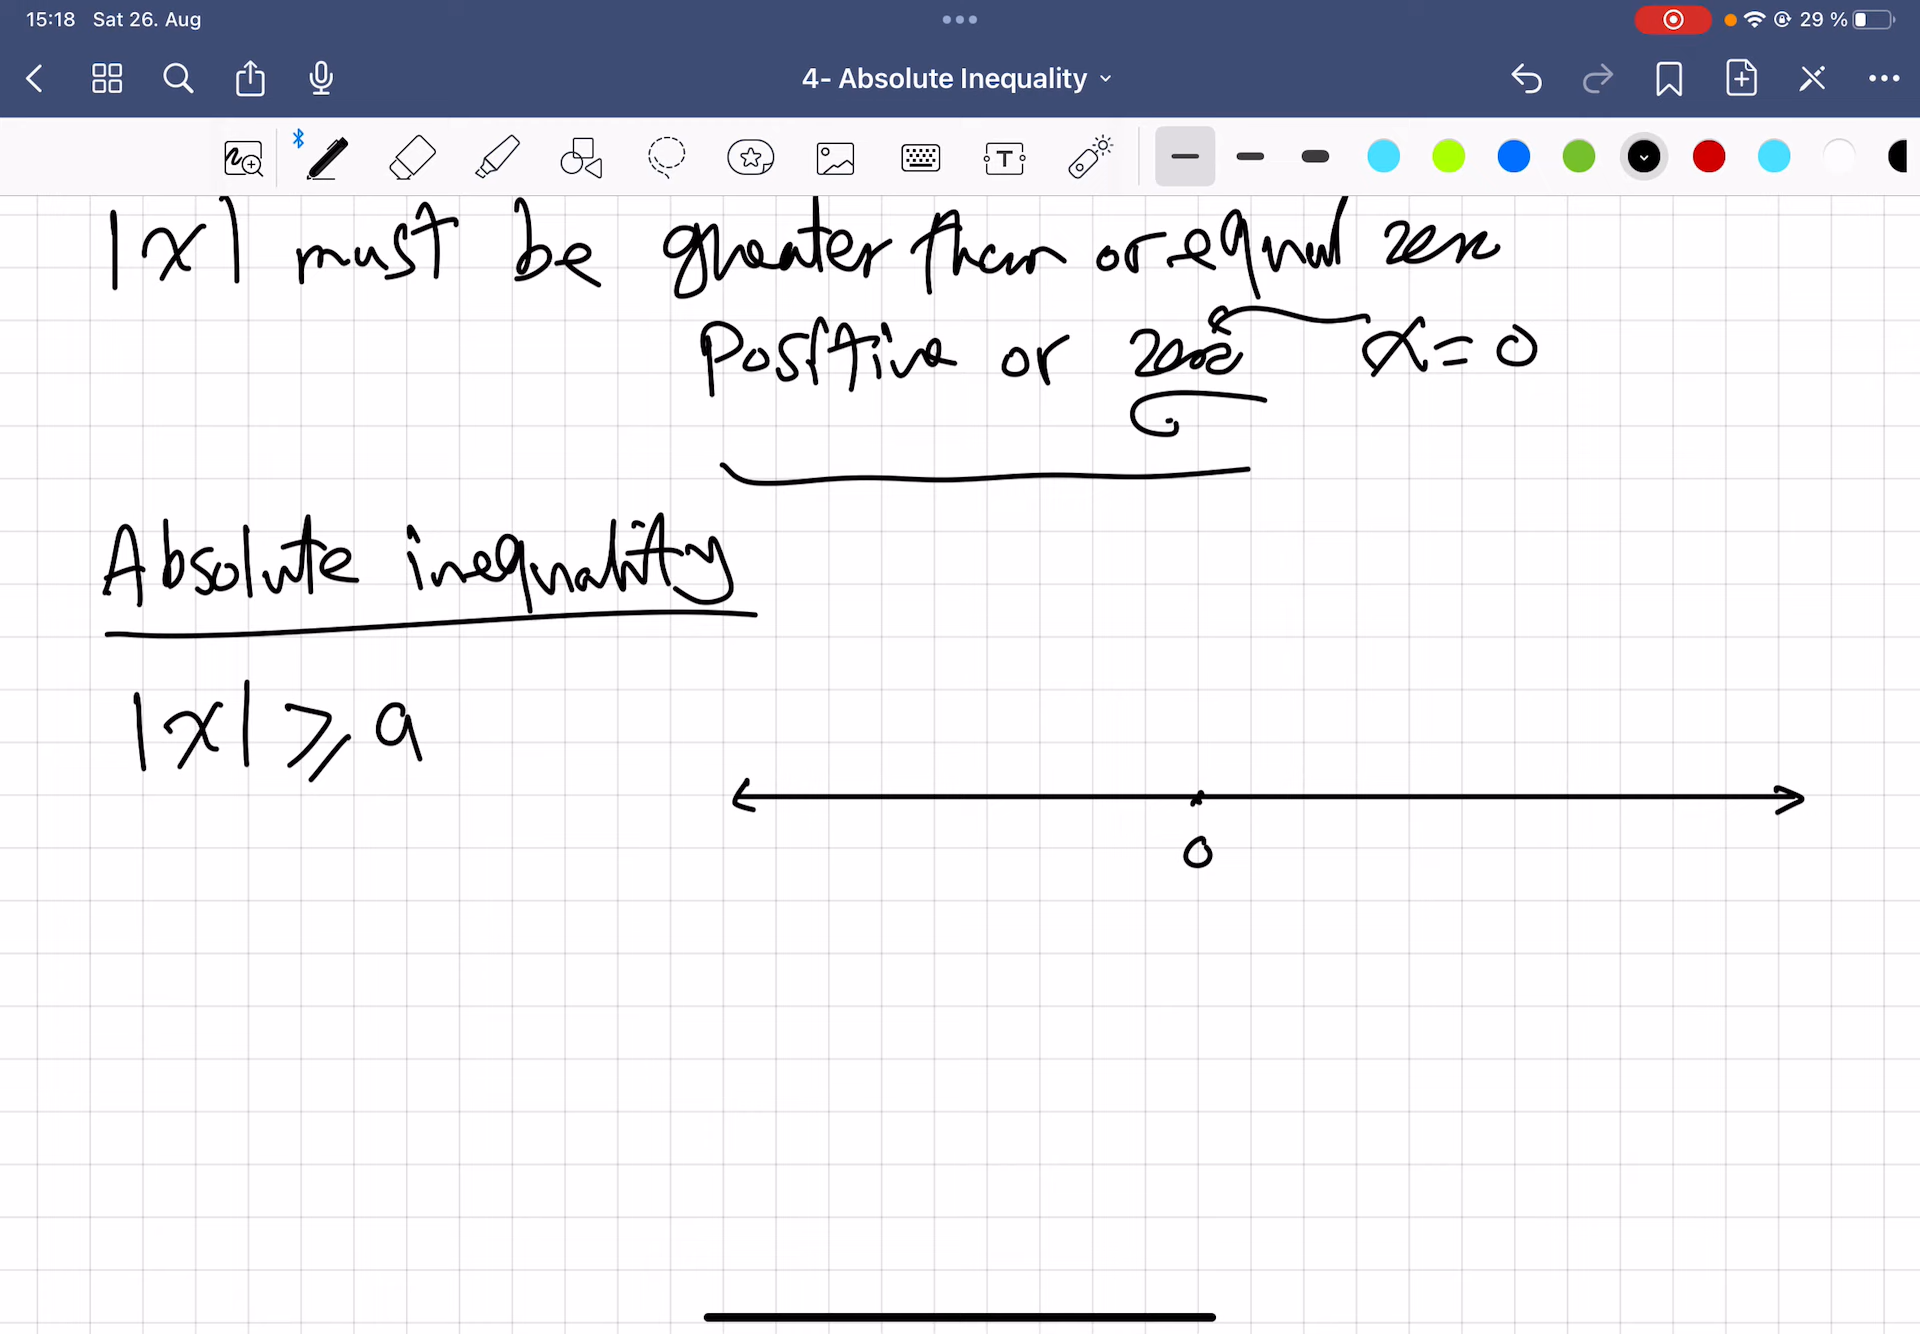 15:18 Sat 26. Aug
29 %
4- Absolute Inequality
T
|x| must be greater than or equal zero
Positive or zero x = 0
Absolute inequality
|x| ⩾ a
0